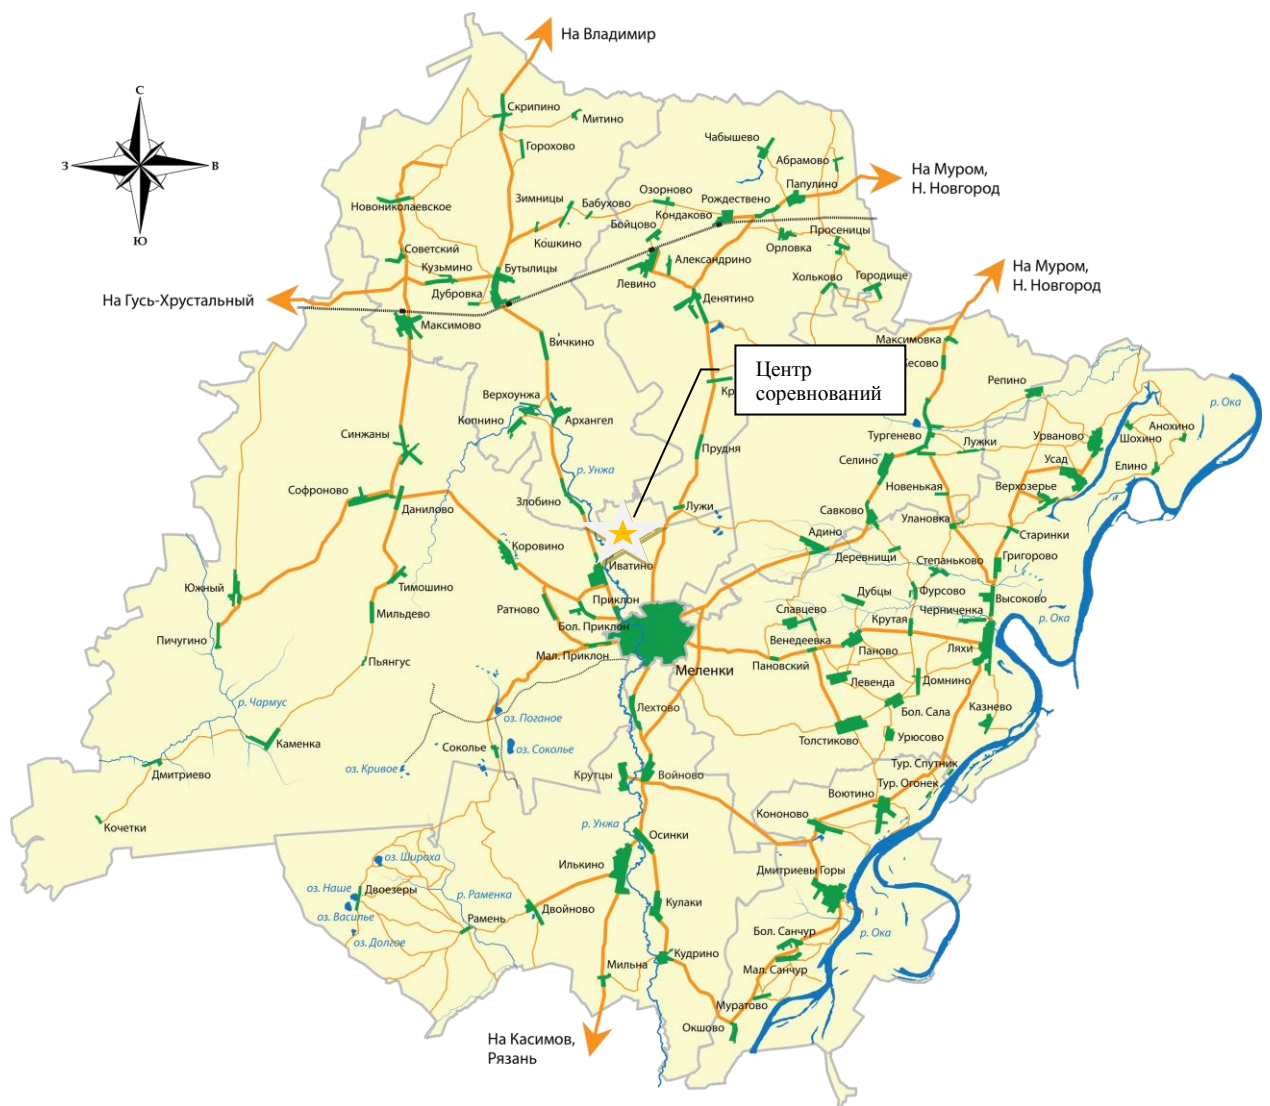 На Владимир
С
З
В
Ю
Скрипино
Митино
Горохово
Чабышево
Абрамово
Папулино
На Муром,
Н. Новгород
Новониколаевское
Зимницы
Бабухово
Озорново
Рождествено
Кондаково
Бойцово
Кошкино
Орловка
Просеницы
Советский
Кузьмино
Бутылицы
Александрино
Левино
Хольково
Городище
На Муром,
Н. Новгород
На Гусь-Хрустальный
Дубровка
Денятино
Максимово
Вичкино
Максимовка
Центр
соревнований
Репино
Верхоунжа
Копнино
Архангел
р. Ока
Синжаны
Прудня
Тургенево
Лужки
Урваново
Анохино
Шохино
р. Унжа
Селино
Усад
Елино
Софроново
Данилово
Злобино
Лужи
Новенькая
Верхозерье
Савково
Улановка
Адино
Старинки
Коровино
Деревнищи
Степаньково
Григорово
Иватино
Южный
Тимошино
Дубцы
Фурсово
Высоково
Ратново
Приклон
Славцево
Черниченка
р. Ока
Мильдево
Бол. Приклон
Венедеевка
Крутая
Пичугино
Мал. Приклон
Паново
Ляхи
Пьянгус
Меленки
Пановский
Левенда
Домнино
р. Чармус
Лехтово
Бол. Сала
Казнево
оз. Поганое
Каменка
Соколье
оз. Соколье
Толстиково
Урюсово
оз. Кривое
Дмитриево
Крутцы
Войново
Тур. Спутник
Тур. Огонек
Воютино
Кочетки
р. Унжа
Осинки
Кононово
оз. Широха
Илькино
Дмитриевы Горы
оз. Наше
Двоезеры
р. Раменка
оз. Василье
Рамень
Двойново
Кулаки
оз. Долгое
Бол. Санчур
р. Ока
Кудрино
Мильна
Мал. Санчур
Муратово
Окшово
На Касимов,
Рязань